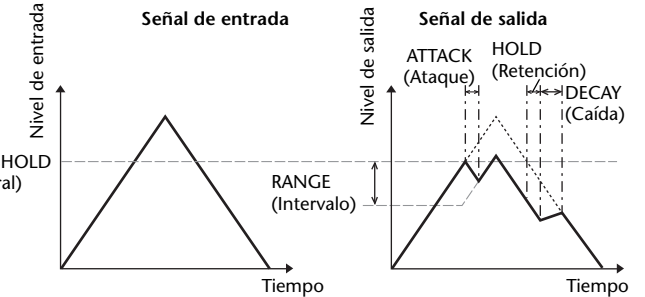 Señal de entrada
Nivel de entrada
HOLD
Tiempo
Señal de salida
Nivel de salida
ATTACK
(Ataque)
HOLD
(Retención)
DECAY
(Caída)
RANGE
(Intervalo)
Tiempo